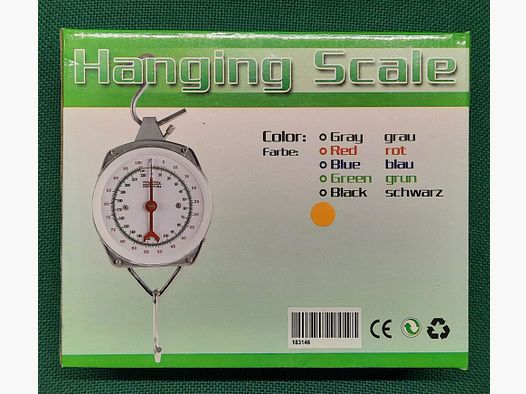 Hanging Scale
Color: Gray grau
Farbe: Red rot
Blue blau
Green grun
Black schwarz
183146
CE